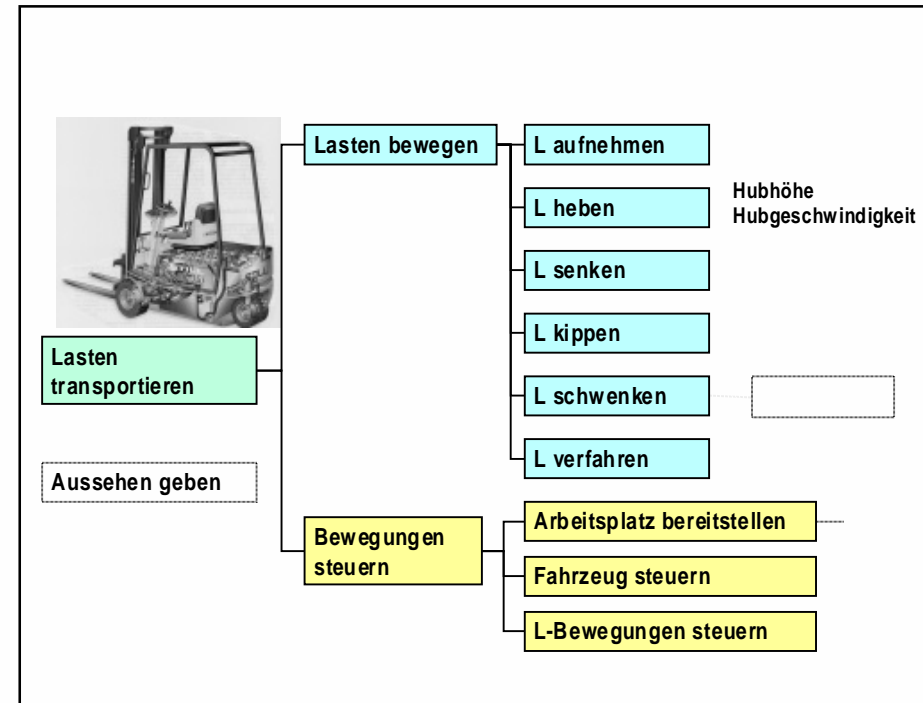 Lasten bewegen
L aufnehmen
L heben
Hubhöhe
Hubgeschwindigkeit
L senken
L kippen
Lasten
transportieren
L schwenken
L verfahren
Aussehen geben
Bewegungen
steuern
Arbeitsplatz bereitstellen
Fahrzeug steuern
L-Bewegungen steuern